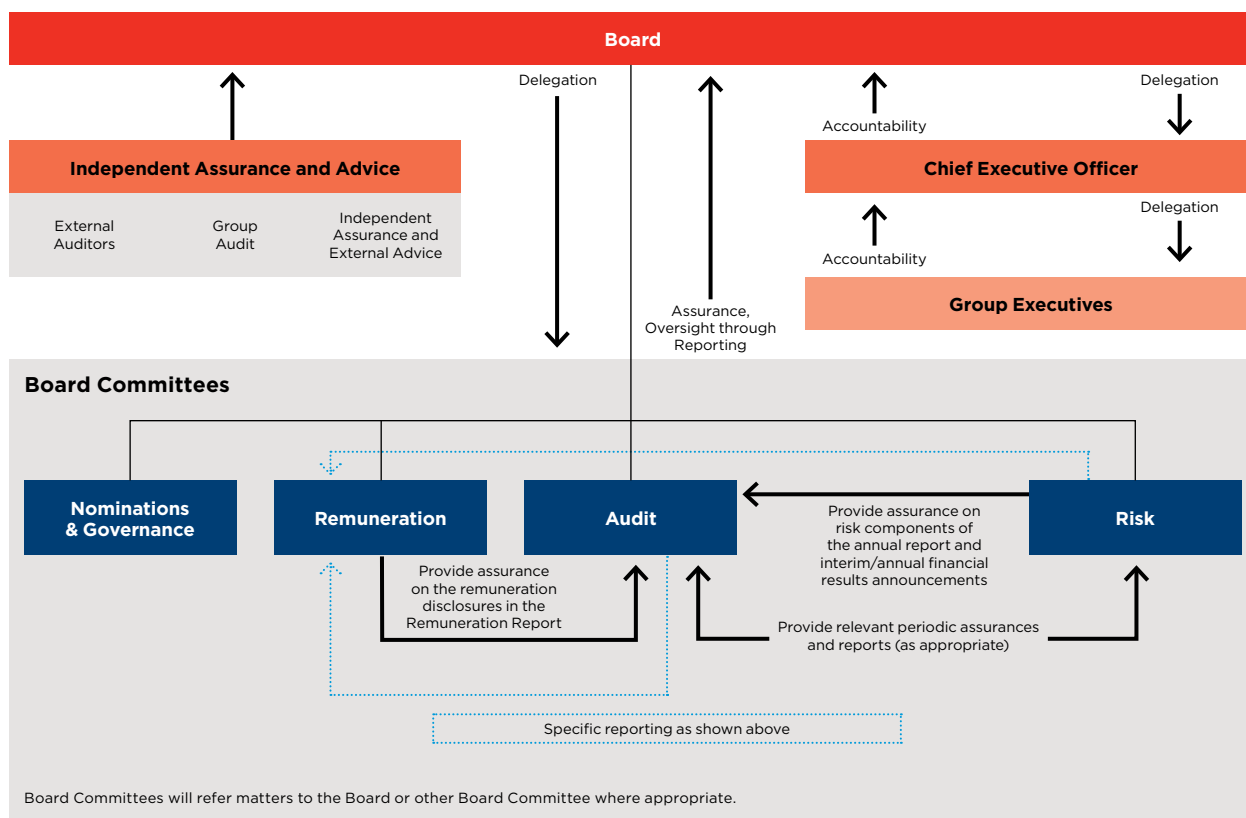 Board
Delegation
Delegation
Accountability
Independent Assurance and Advice
Chief Executive Officer
External
Auditors
Group
Audit
Independent
Assurance and
External Advice
Delegation
Accountability
Group Executives
Assurance,
Oversight through
Reporting
Board Committees
Nominations
& Governance
Remuneration
Audit
Risk
Provide assurance on
risk components of
the annual report and
interim/annual financial
results announcements
Provide assurance
on the remuneration
disclosures in the
Remuneration Report
Provide relevant periodic assurances
and reports (as appropriate)
Specific reporting as shown above
Board Committees will refer matters to the Board or other Board Committee where appropriate.